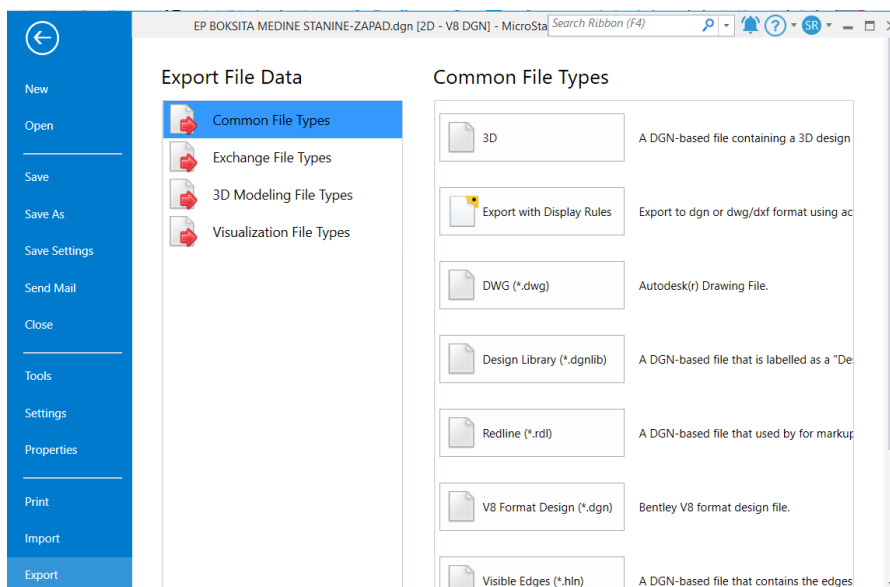 EP BOKSITA MEDINE STANINE-ZAPAD.dgn [2D - V8 DGN] - MicroSta
Search Ribbon (F4)
SR
New
Open
Save
Save As
Save Settings
Send Mail
Close
Tools
Settings
Properties
Print
Import
Export
Export File Data
Common File Types
Exchange File Types
3D Modeling File Types
Visualization File Types
Common File Types
3D
A DGN-based file containing a 3D design
Export with Display Rules
Export to dgn or dwg/dxf format using ac
DWG (*.dwg)
Autodesk(r) Drawing File.
Design Library (*.dgnlib)
A DGN-based file that is labelled as a "De
Redline (*.rdl)
A DGN-based file that used by for markup
V8 Format Design (*.dgn)
Bentley V8 format design file.
Visible Edges (*.hln)
A DGN-based file that contains the edges